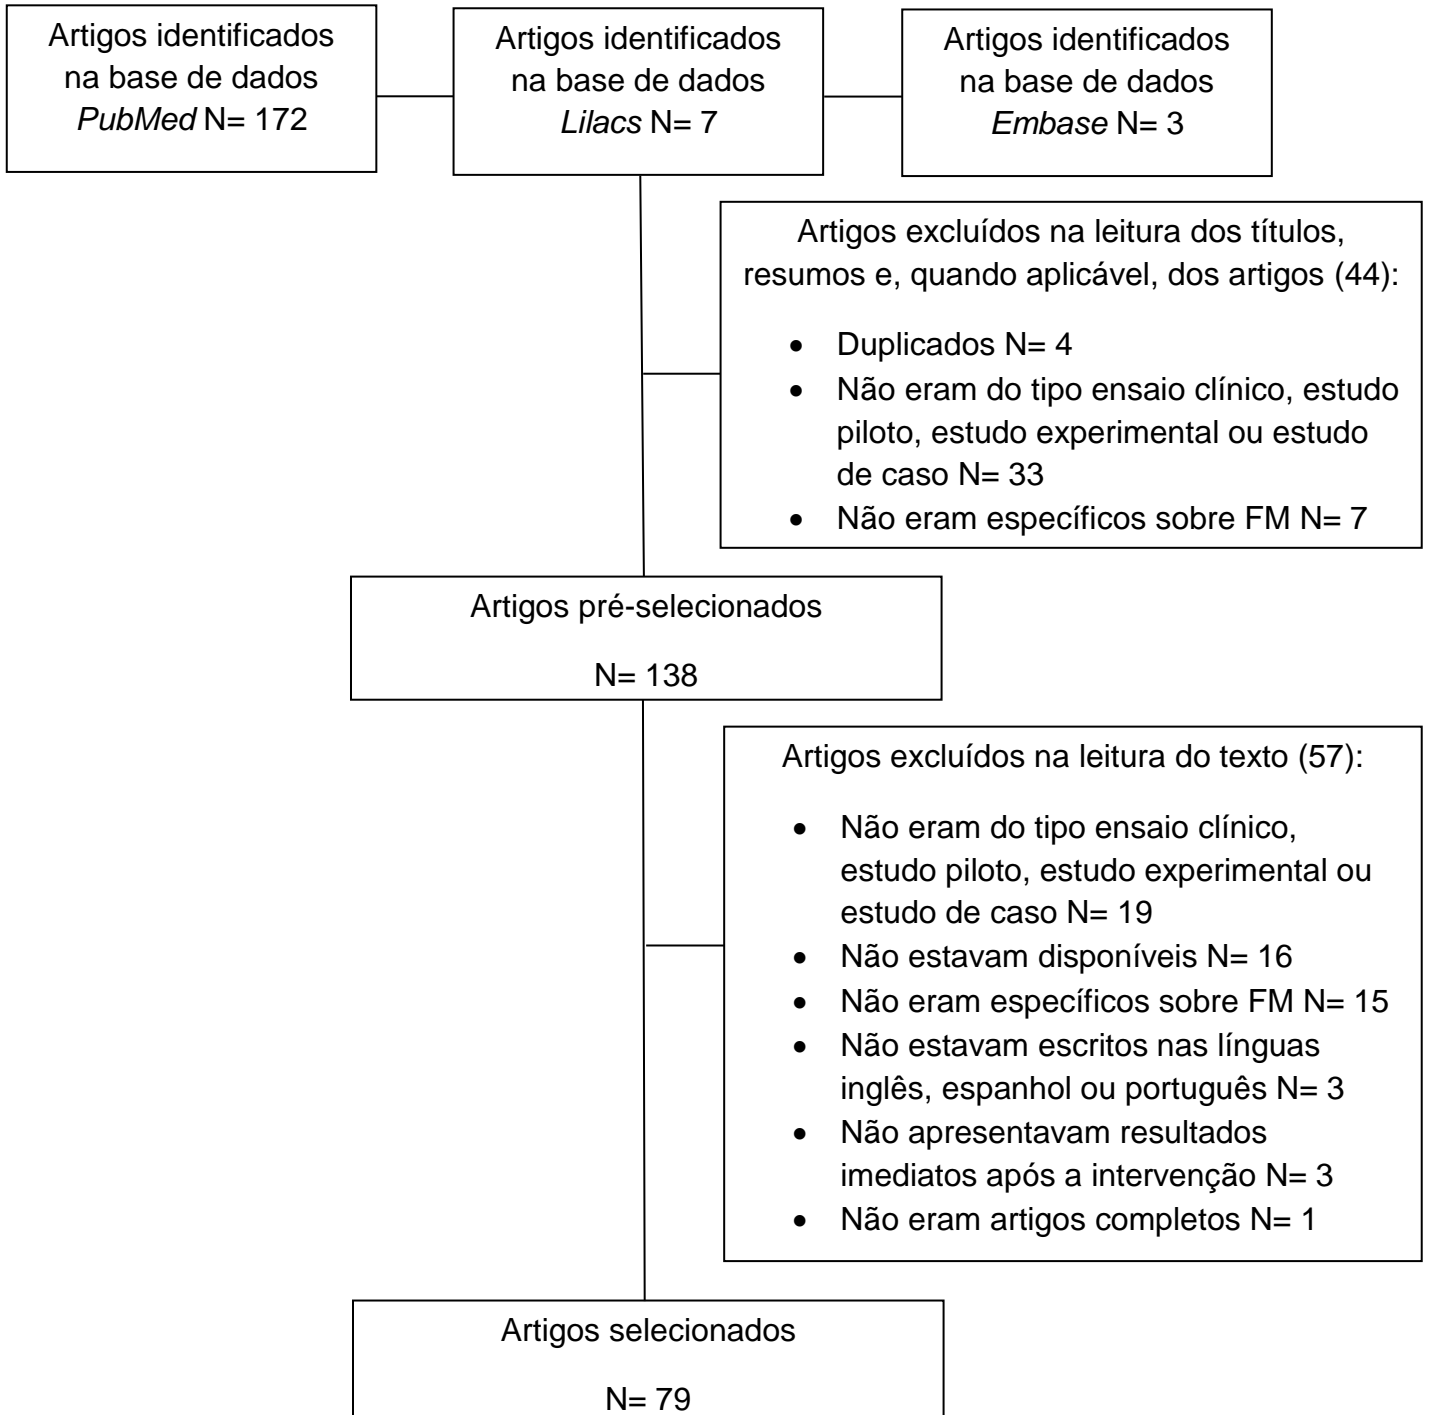 Artigos identificados
na base de dados
PubMed N= 172
Artigos identificados
na base de dados
Lilacs N= 7
Artigos identificados
na base de dados
Embase N= 3
Artigos excluídos na leitura dos títulos,
resumos e, quando aplicável, dos artigos (44):
• Duplicados N= 4
• Não eram do tipo ensaio clínico, estudo
piloto, estudo experimental ou estudo
de caso N= 33
• Não eram específicos sobre FM N= 7
Artigos pré-selecionados
N= 138
Artigos excluídos na leitura do texto (57):
• Não eram do tipo ensaio clínico,
estudo piloto, estudo experimental ou
estudo de caso N= 19
• Não estavam disponíveis N= 16
• Não eram específicos sobre FM N= 15
• Não estavam escritos nas línguas
inglês, espanhol ou português N= 3
• Não apresentavam resultados
imediatos após a intervenção N= 3
• Não eram artigos completos N= 1
Artigos selecionados
N= 79